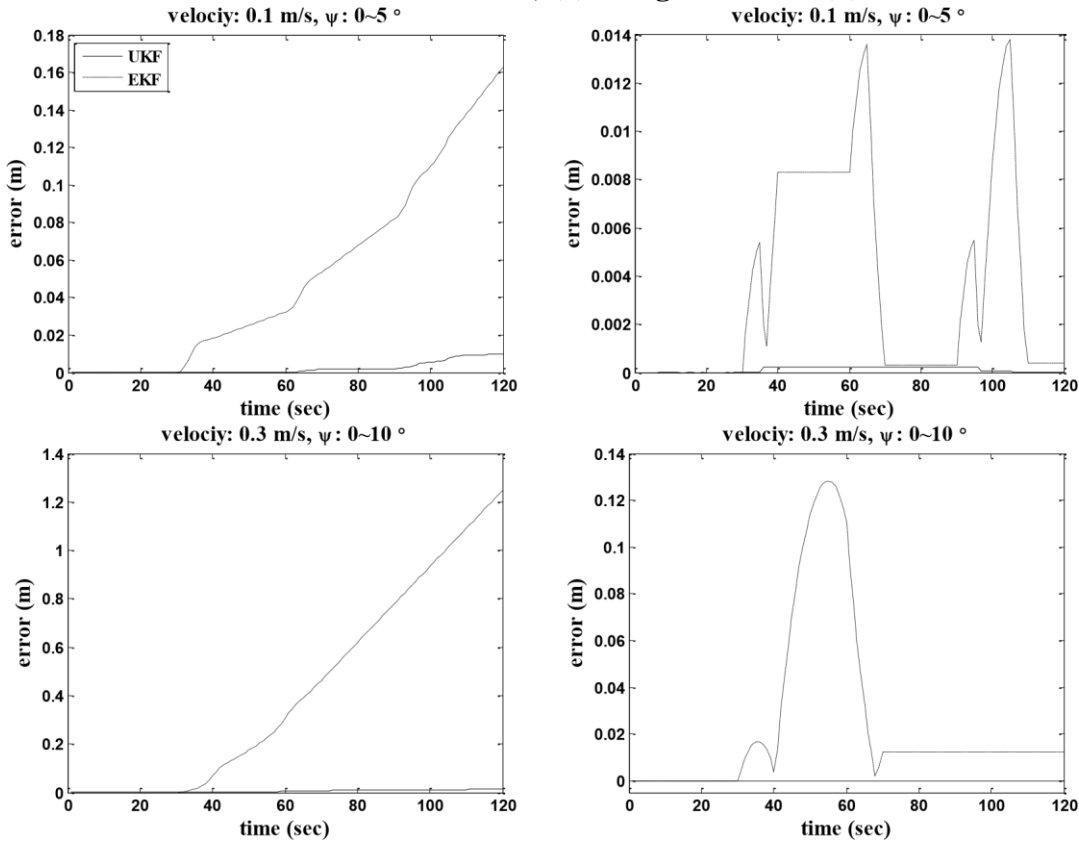 velociy: 0.1 m/s, ψ: 0~5 °
0.18
0.16
0.14
0.12
0.1
0.08
0.06
0.04
0.02
0
UKF
EKF
error (m)
0 20 40 60 80 100 120
time (sec)
velociy: 0.1 m/s, ψ: 0~5 °
0.014
0.012
0.01
0.008
0.006
0.004
0.002
0
error (m)
0 20 40 60 80 100 120
time (sec)
velociy: 0.3 m/s, ψ: 0~10 °
1.4
1.2
1
0.8
0.6
0.4
0.2
0
error (m)
0 20 40 60 80 100 120
time (sec)
velociy: 0.3 m/s, ψ: 0~10 °
0.14
0.12
0.1
0.08
0.06
0.04
0.02
0
error (m)
0 20 40 60 80 100 120
time (sec)